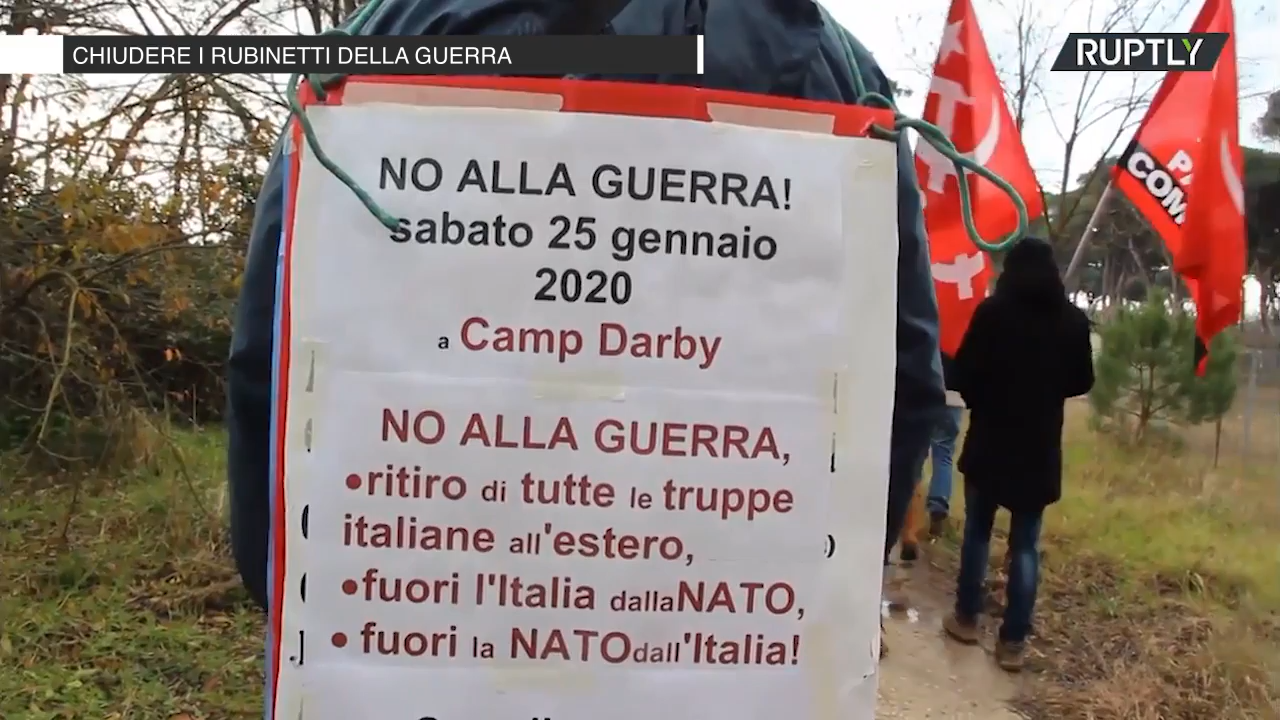 CHIUDERE I RUBINETTI DELLA GUERRA
RUPTLY
NO ALLA GUERRA!
sabato 25 gennaio
2020
a Camp Darby
NO ALLA GUERRA,
•ritiro di tutte le truppe
italiane all'estero,
•fuori l'Italia dallaNATO,
• fuori la NATOdall'Italia!
COM